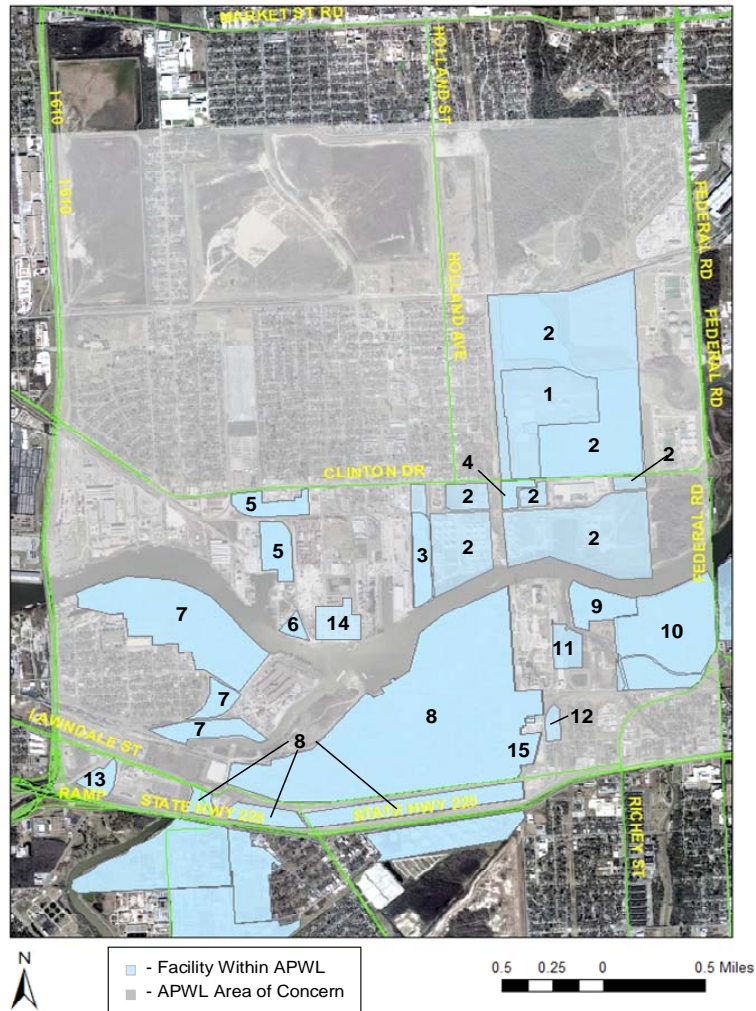 MARKET ST RD
HOLLAND ST
I 610
I 610
FEDERAL RD
HOLLAND AVE
FEDERAL RD
2
1
2
4
2
CLINTON DR
5
2
2
FEDERAL RD
5
3
2
2
7
6
14
9
10
11
7
8
12
LAWNDALE ST
7
8
15
13
RAMP
STATE HWY 225
STATE HWY 225
RICHEY ST
N
- Facility Within APWL
- APWL Area of Concern
0.5 0.25 0 0.5 Miles